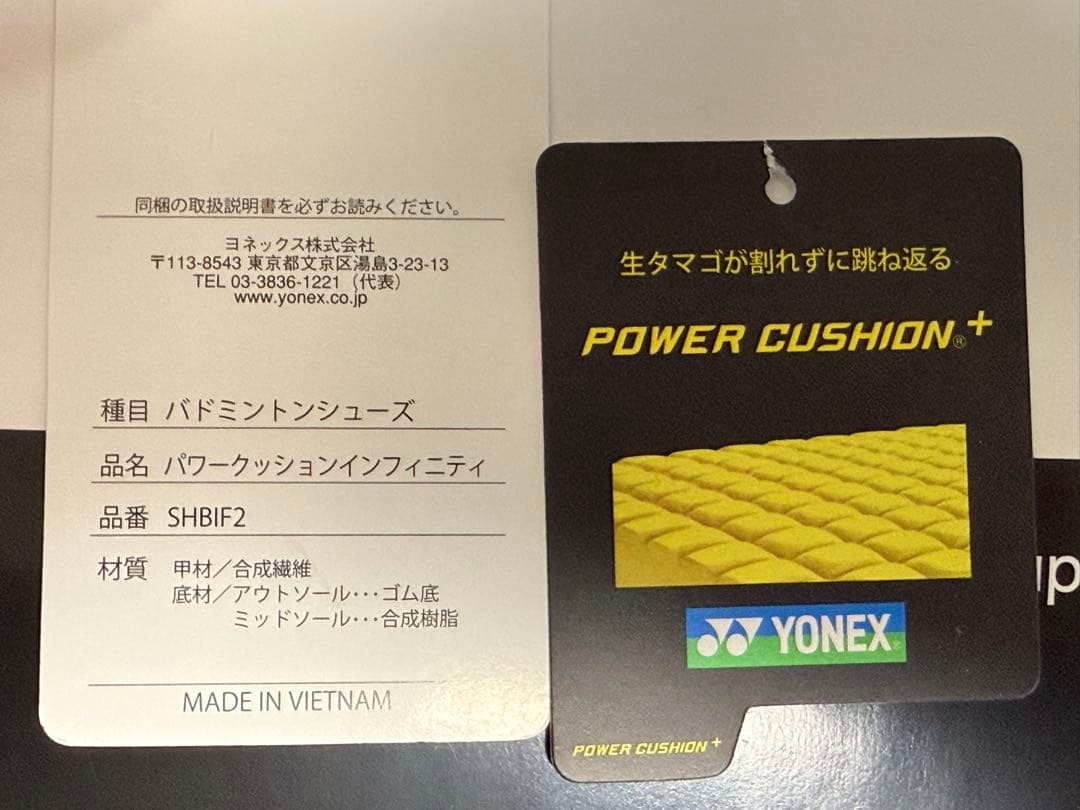 同梱の取扱説明書を必ずお読みください。
ヨネックス株式会社
〒113-8543 東京都文京区湯島3-23-13
TEL 03-3836-1221（代表）
www.yonex.co.jp
種目 バドミントンシューズ
品名 パワークッションインフィニティ
品番 SHBIF2
材質 甲材／合成繊維
底材／アウトソール･･･ゴム底
ミッドソール･･･合成樹脂
MADE IN VIETNAM
生タマゴが割れずに跳ね返る
POWER CUSHION®+
YONEX®
POWER CUSHION+